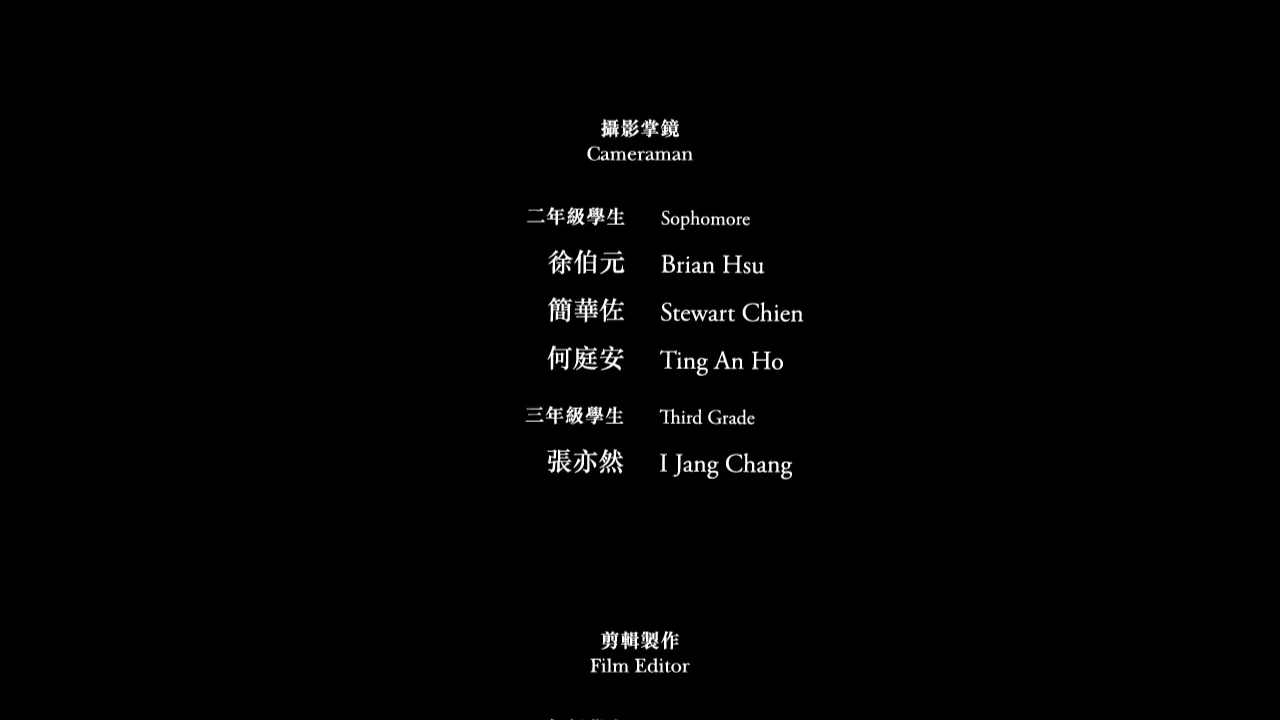 攝影掌鏡
Cameraman
二年級學生 Sophomore
徐伯元 Brian Hsu
簡華佐 Stewart Chien
何庭安 Ting An Ho
三年級學生 Third Grade
張亦然 I Jang Chang
剪輯製作
Film Editor